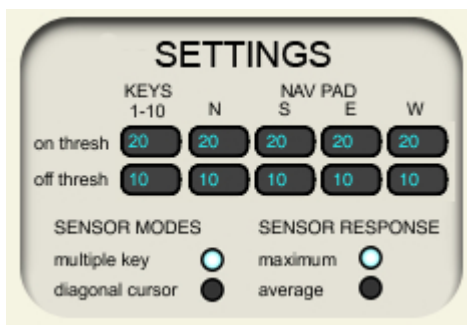 SETTINGS
KEYS NAV PAD
1-10 N S E W
on thresh 20 20 20 20 20
off thresh 10 10 10 10 10
SENSOR MODES SENSOR RESPONSE
multiple key maximum
diagonal cursor average